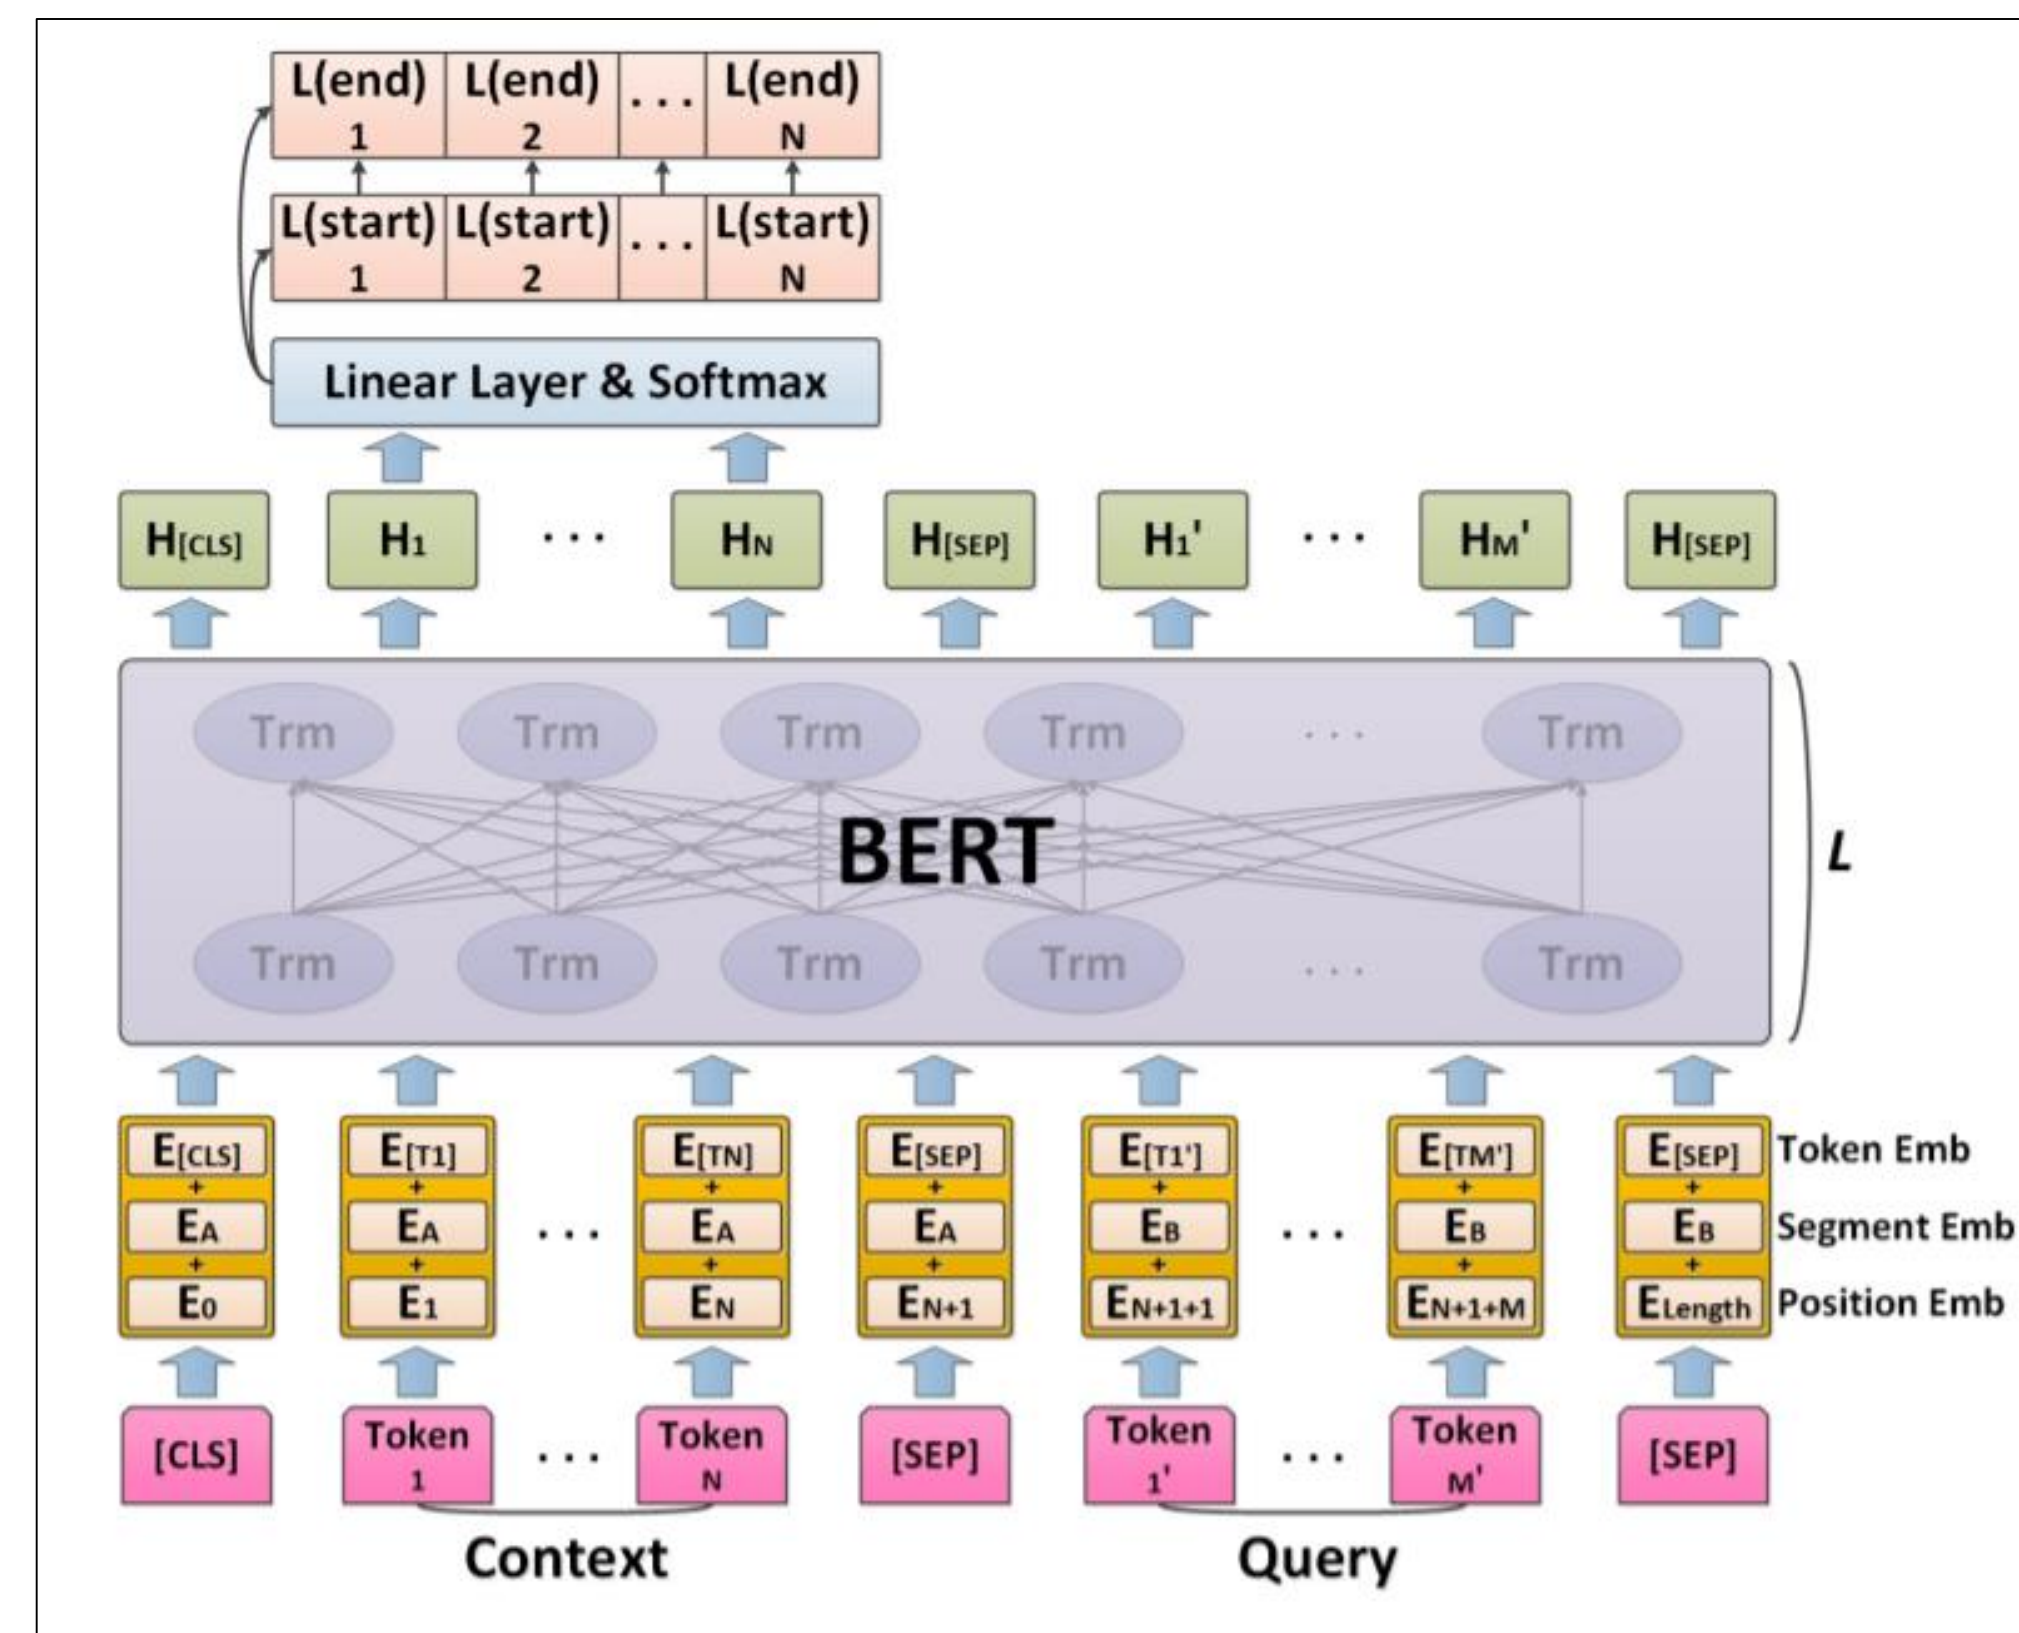 L(end) L(end) ... L(end)
1 2 N
L(start) L(start) ... L(start)
1 2 N
Linear Layer & Softmax
H[CLS] H1 ... HN H[SEP] H1' ... HM' H[SEP]
Trm Trm Trm Trm ... Trm
BERT L
Trm Trm Trm Trm ... Trm
E[CLS] E[T1] E[TN] E[SEP] E[T1'] E[TM'] E[SEP] Token Emb
+ + + + + + +
EA EA ... EA EA EB ... EB EB Segment Emb
+ + + + + + +
E0 E1 EN EN+1 EN+1+1 EN+1+M ELength Position Emb
[CLS] Token ... Token [SEP] Token ... Token [SEP]
1 N 1' M'
Context Query